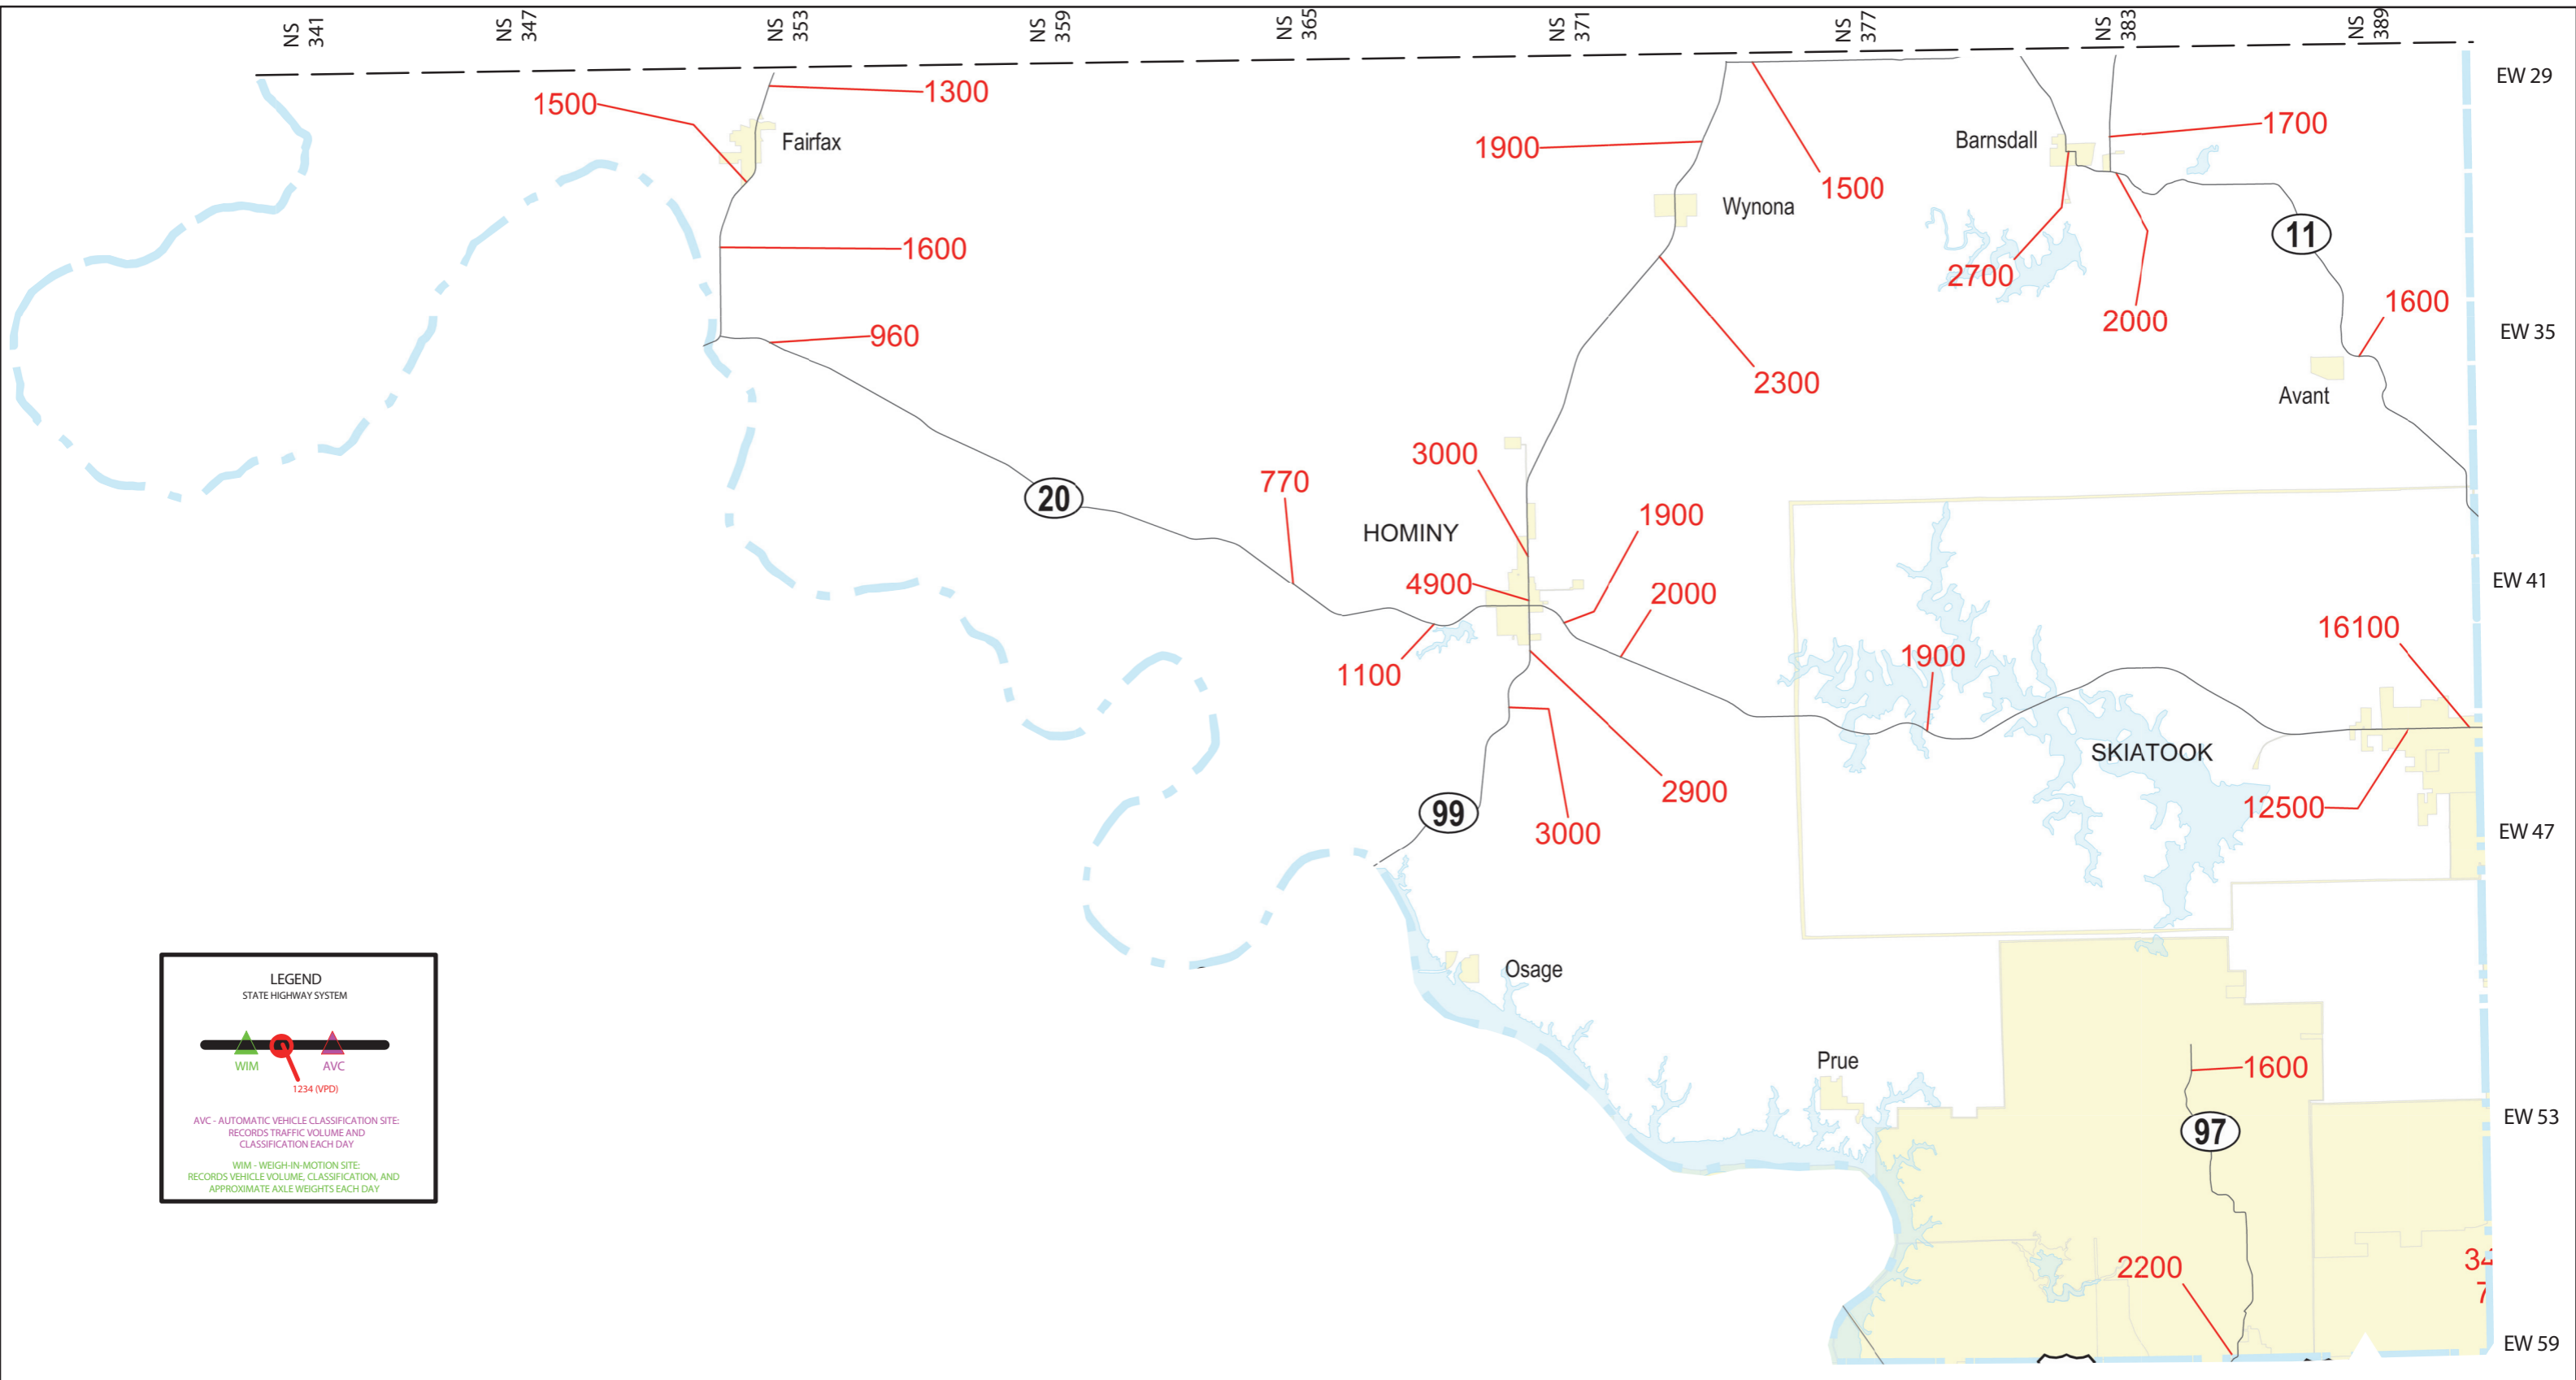 NS 341
NS 347
NS 353
NS 359
NS 365
NS 371
NS 377
NS 383
NS 389
EW 29
1500
1300
Fairfax
1900
1500
Barnsdall
1700
Wynona
11
1600
2700
2000
1600
EW 35
960
2300
Avant
3000
770
20
HOMINY
1900
EW 41
4900
2000
1100
1900
16100
SKIATOOK
2900
12500
99
3000
EW 47
Osage
LEGEND
STATE HIGHWAY SYSTEM
WIM
AVC
1234 (VPD)
AVC - AUTOMATIC VEHICLE CLASSIFICATION SITE:
RECORDS TRAFFIC VOLUME AND
CLASSIFICATION EACH DAY
WIM - WEIGH-IN-MOTION SITE:
RECORDS VEHICLE VOLUME, CLASSIFICATION, AND
APPROXIMATE AXLE WEIGHTS EACH DAY
Prue
1600
EW 53
97
2200
EW 59